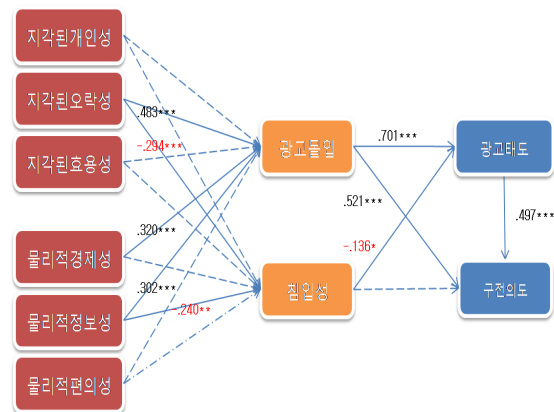 지각된개인성
지각된오락성
지각된효용성
물리적경제성
물리적정보성
물리적편의성
.483***
-.294***
.320***
.302***
-.240**
광고몰입
침입성
.701***
.521***
-.136*
광고태도
.497***
구전의도